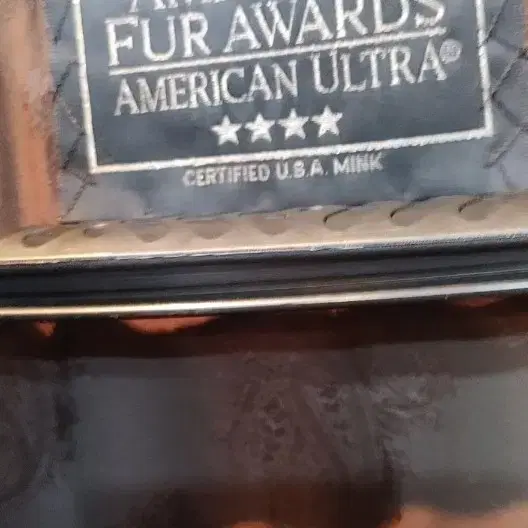 FUR AWARDS
AMERICAN ULTRA®
★★★★
CERTIFIED U.S.A. MINK